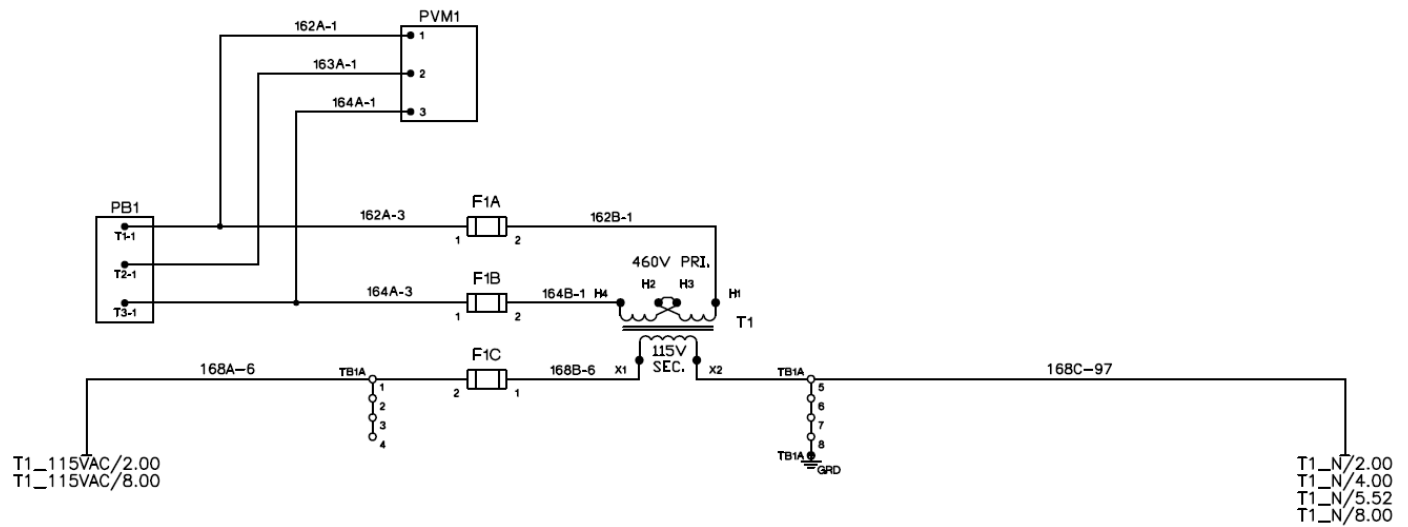 162A-1
PVM1
1
163A-1
2
164A-1
3
PB1
T1-1
T2-1
T3-1
162A-3
F1A
1
2
162B-1
460V PRI.
164A-3
F1B
1
2
164B-1
H4
H2
H3
H1
T1
115V
SEC.
168A-6
TB1A
1
2
3
4
F1C
2
1
168B-6
X1
X2
TB1A
5
6
7
8
TB1A
GRD
168C-97
T1_115VAC/2.00
T1_115VAC/8.00
T1_N/2.00
T1_N/4.00
T1_N/5.52
T1_N/8.00